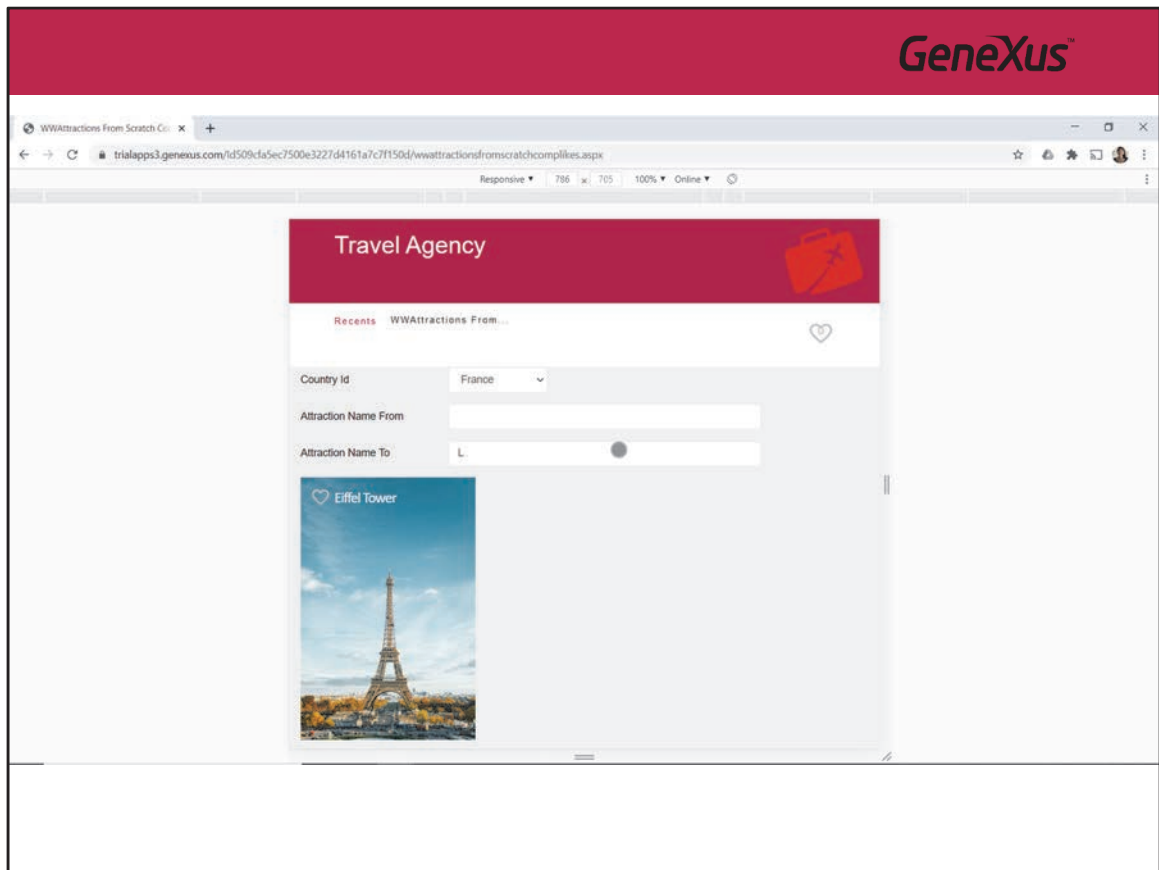 GeneXus™
WWAttractions From Scratch Co
trialapps3.genexus.com/Id509cfa5ec7500e3227d4161a7c7f150d/wwattractionsfromscratchcomplikes.aspx
Responsive ▼ 786 x 705 100% ▼ Online ▼
Travel Agency
Recents WWAttractions From...
Country Id France
Attraction Name From
Attraction Name To L
Eiffel Tower